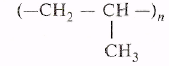 (—CH₂ — CH —)ₙ
CH₃